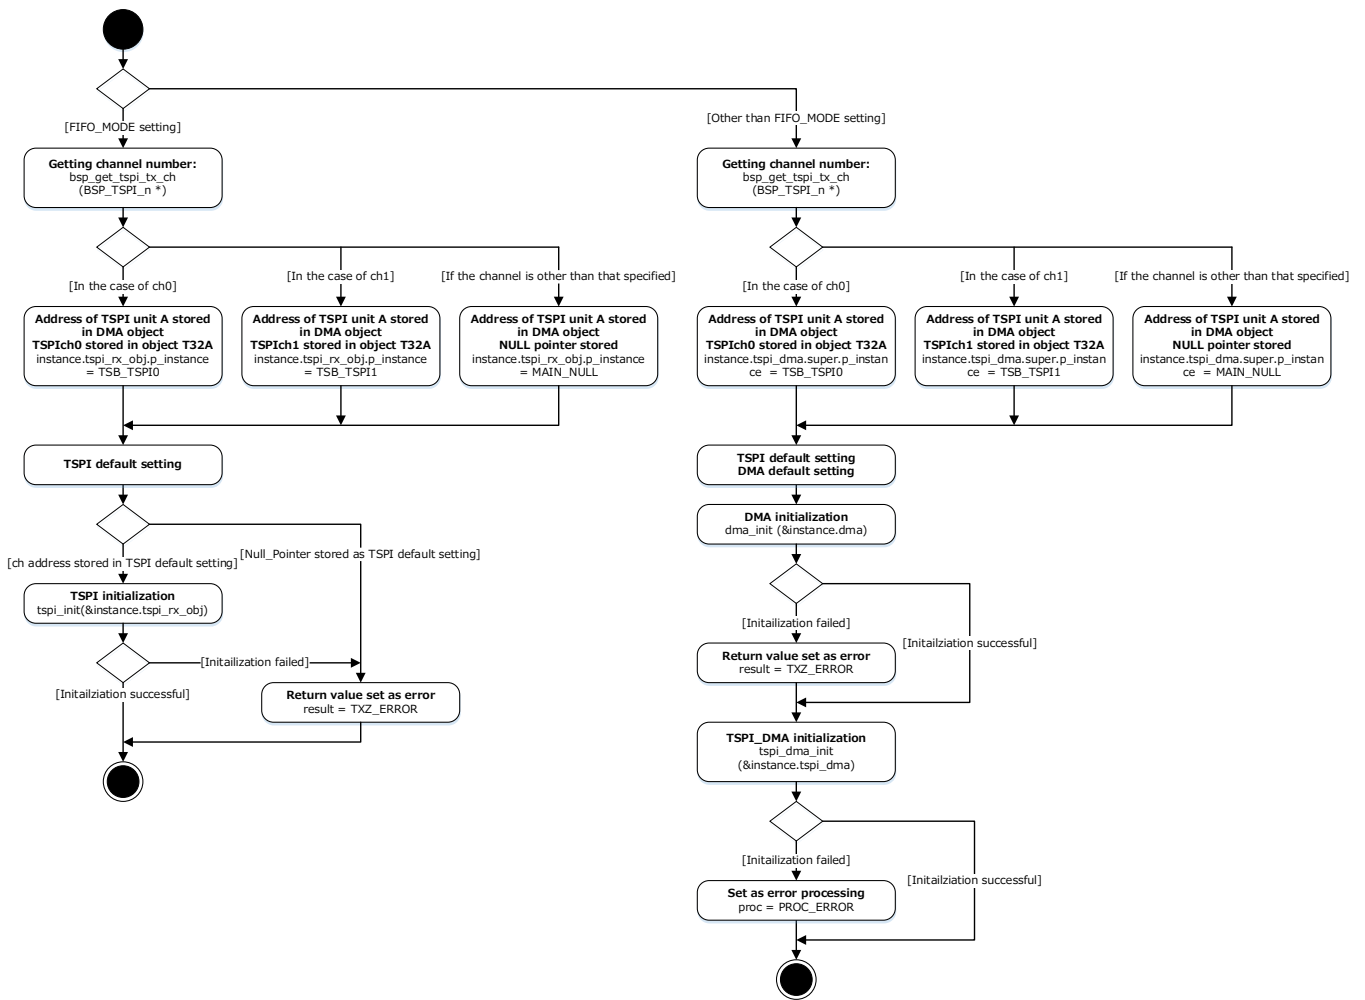 [FIFO_MODE setting]
Getting channel number:
bsp_get_tspi_tx_ch
(BSP_TSPI_n *)
[In the case of ch0]
[In the case of ch1]
[If the channel is other than that specified]
Address of TSPI unit A stored
in DMA object
TSPIch0 stored in object T32A
instance.tspi_rx_obj.p_instance
= TSB_TSPI0
Address of TSPI unit A stored
in DMA object
TSPIch1 stored in object T32A
instance.tspi_rx_obj.p_instance
= TSB_TSPI1
Address of TSPI unit A stored
in DMA object
NULL pointer stored
instance.tspi_rx_obj.p_instance
= MAIN_NULL
TSPI default setting
[ch address stored in TSPI default setting]
[Null_Pointer stored as TSPI default setting]
TSPI initialization
tspi_init(&instance.tspi_rx_obj)
[Initailization failed]
[Initailziation successful]
Return value set as error
result = TXZ_ERROR
[Other than FIFO_MODE setting]
Getting channel number:
bsp_get_tspi_tx_ch
(BSP_TSPI_n *)
[In the case of ch0]
[In the case of ch1]
[If the channel is other than that specified]
Address of TSPI unit A stored
in DMA object
TSPIch0 stored in object T32A
instance.tspi_dma.super.p_instan
ce  = TSB_TSPI0
Address of TSPI unit A stored
in DMA object
TSPIch1 stored in object T32A
instance.tspi_dma.super.p_instan
ce  = TSB_TSPI1
Address of TSPI unit A stored
in DMA object
NULL pointer stored
instance.tspi_dma.super.p_instan
ce  = MAIN_NULL
TSPI default setting
DMA default setting
DMA initialization
dma_init (&instance.dma)
[Initailization failed]
[Initailziation successful]
Return value set as error
result = TXZ_ERROR
TSPI_DMA initialization
tspi_dma_init
(&instance.tspi_dma)
[Initailization failed]
[Initailziation successful]
Set as error processing
proc = PROC_ERROR